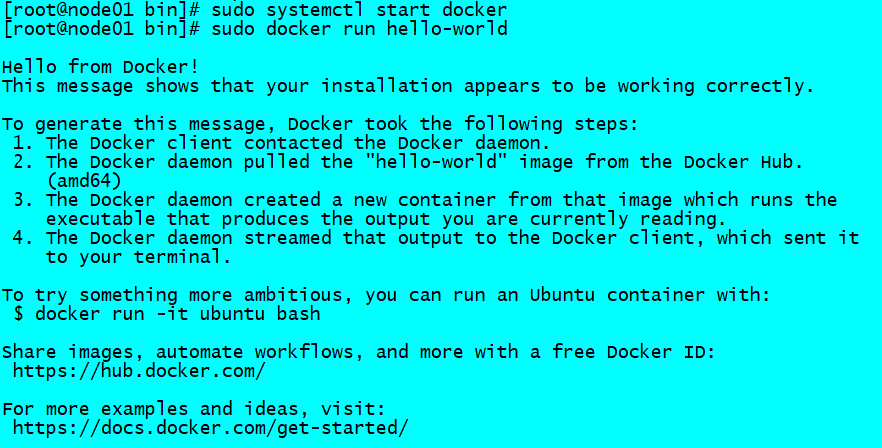 [root@node01 bin]# sudo systemctl start docker
[root@node01 bin]# sudo docker run hello-world
Hello from Docker!
This message shows that your installation appears to be working correctly.
To generate this message, Docker took the following steps:
1. The Docker client contacted the Docker daemon.
2. The Docker daemon pulled the "hello-world" image from the Docker Hub.
(amd64)
3. The Docker daemon created a new container from that image which runs the
executable that produces the output you are currently reading.
4. The Docker daemon streamed that output to the Docker client, which sent it
to your terminal.
To try something more ambitious, you can run an Ubuntu container with:
$ docker run -it ubuntu bash
Share images, automate workflows, and more with a free Docker ID:
https://hub.docker.com/
For more examples and ideas, visit:
https://docs.docker.com/get-started/